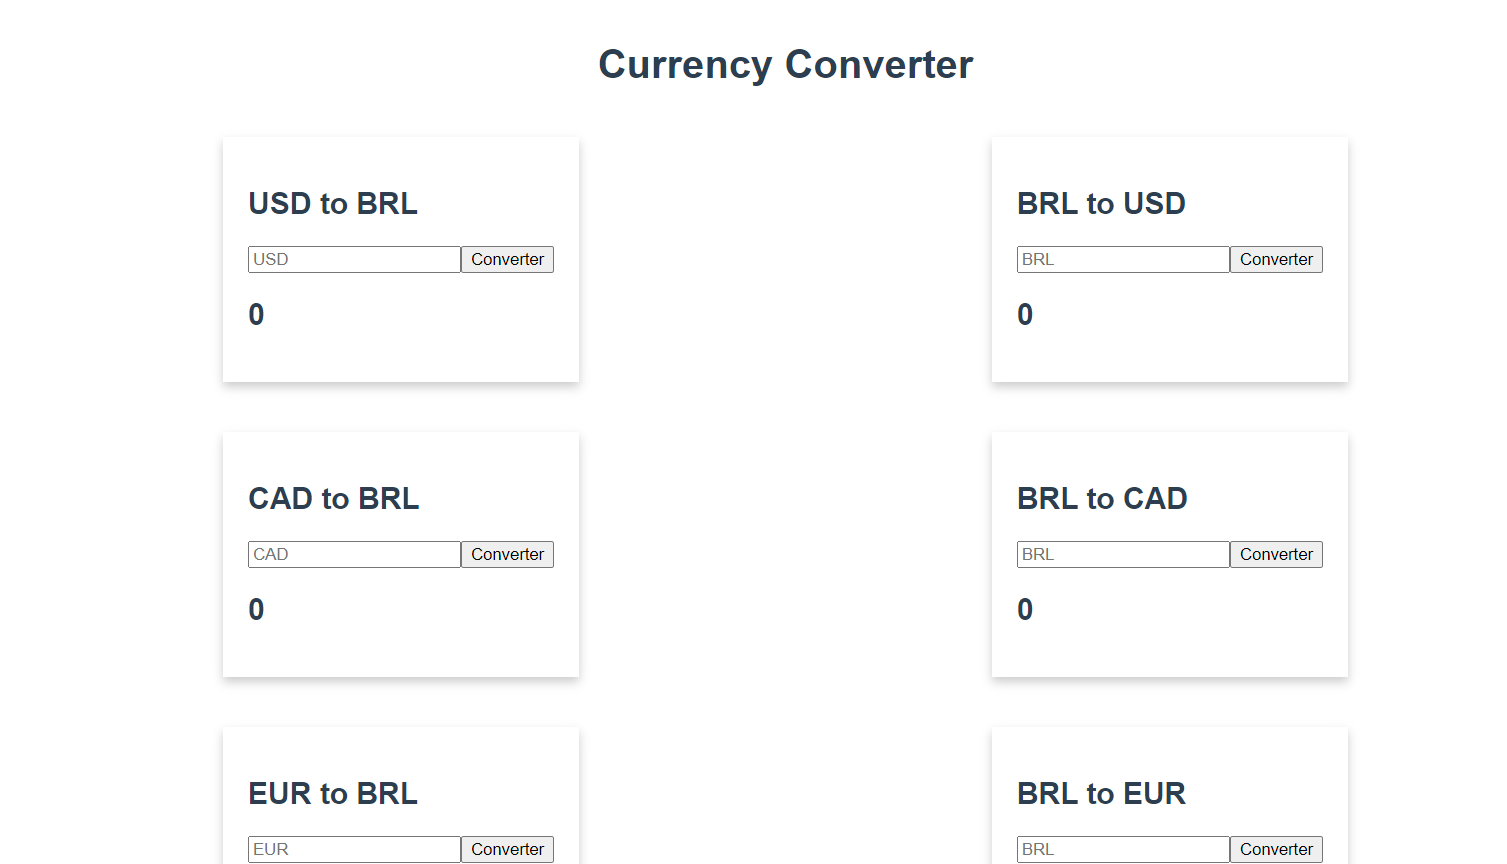 Currency Converter
USD to BRL
USD
Converter
0
BRL to USD
BRL
Converter
0
CAD to BRL
CAD
Converter
0
BRL to CAD
BRL
Converter
0
EUR to BRL
EUR
Converter
BRL to EUR
BRL
Converter